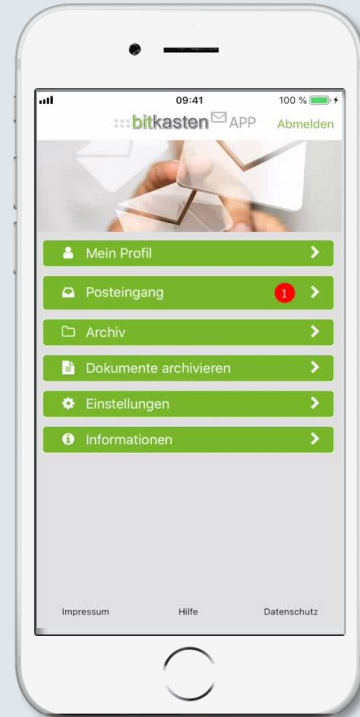 09:41
100 %
bitkasten APP
Abmelden
Mein Profil
Posteingang 1
Archiv
Dokumente archivieren
Einstellungen
Informationen
Impressum Hilfe Datenschutz